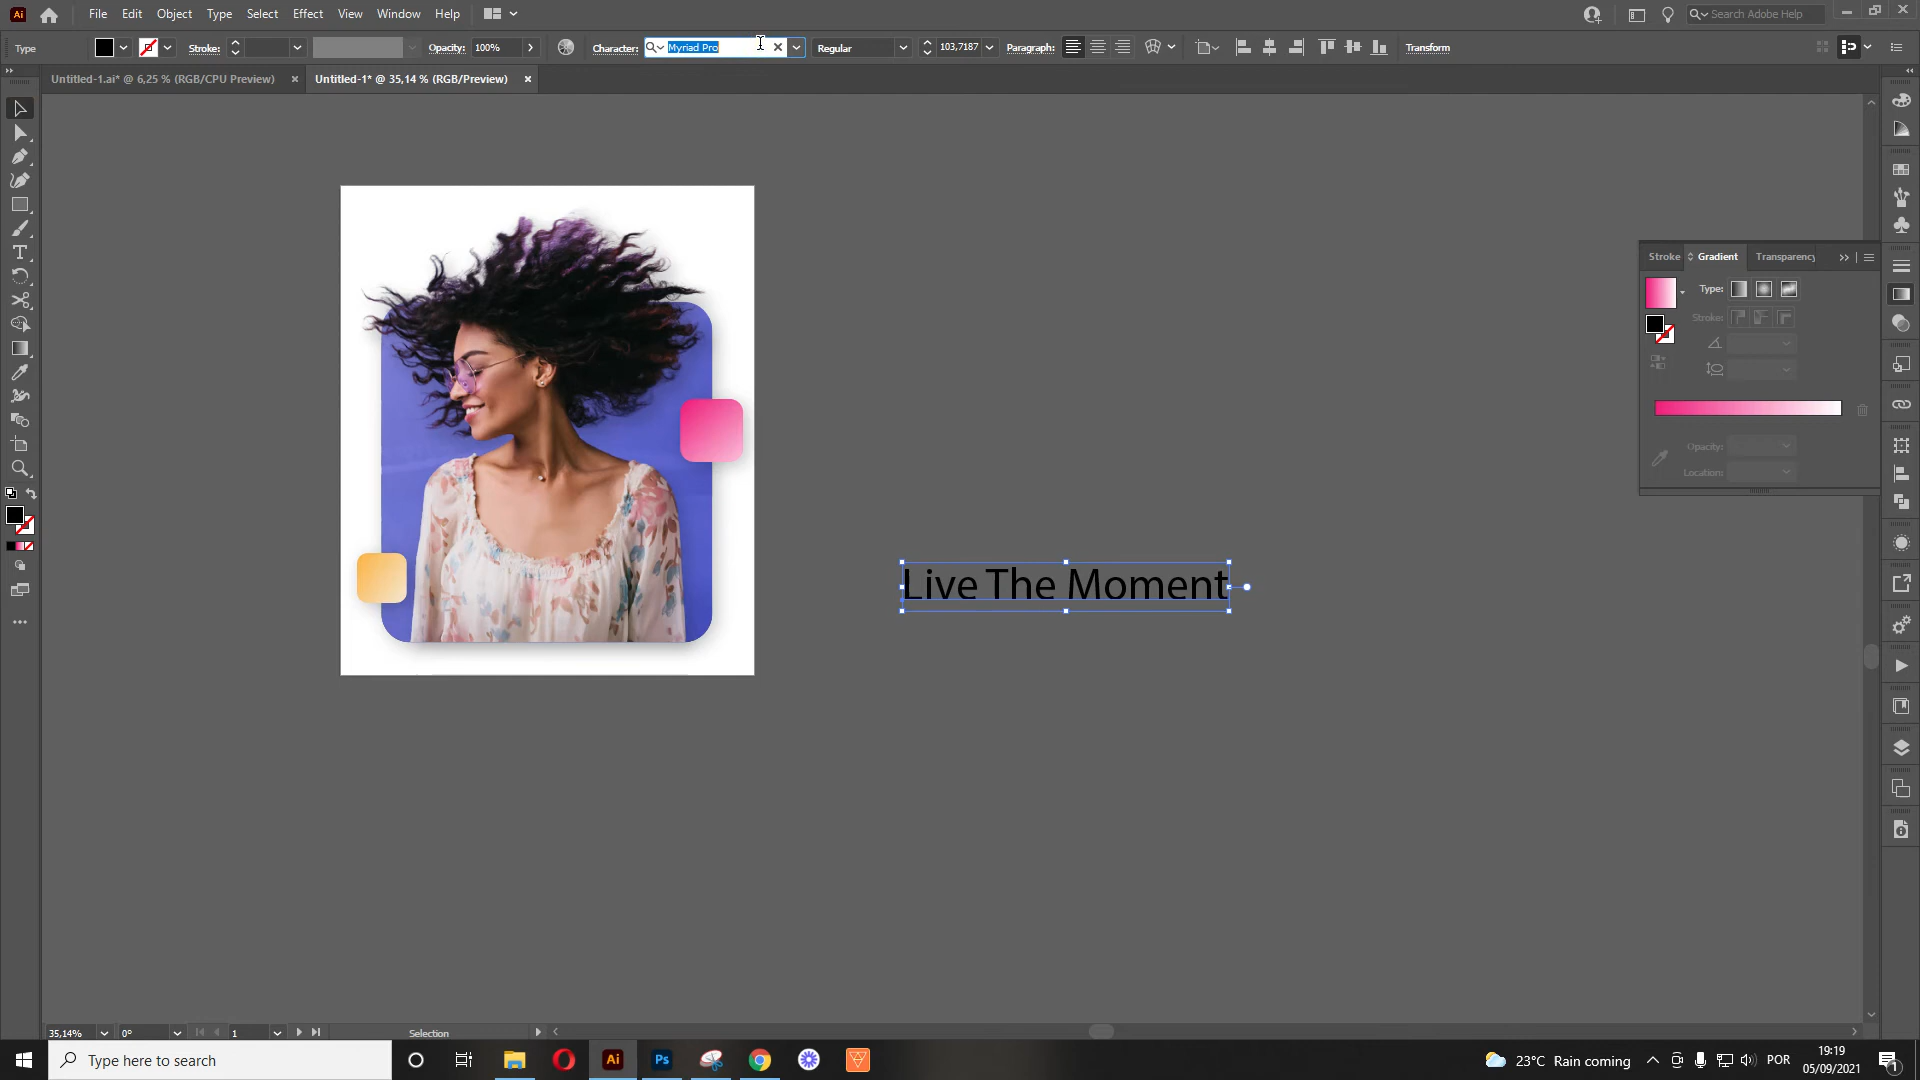 Ai File Edit Object Type Select Effect View Window Help Search Adobe Help
Type Stroke: Opacity: 100% Character: Myriad Pro Regular 103,7187 Paragraph: Transform
Untitled-1.ai* @ 6,25 % (RGB/CPU Preview) Untitled-1* @ 35,14 % (RGB/Preview)
Stroke Gradient Transparency
Type:
Stroke:
Live The Moment
Opacity:
Location:
35,14% 0° 1 Selection
Type here to search Ai Ps 23°C Rain coming POR 19:19
05/09/2021 1